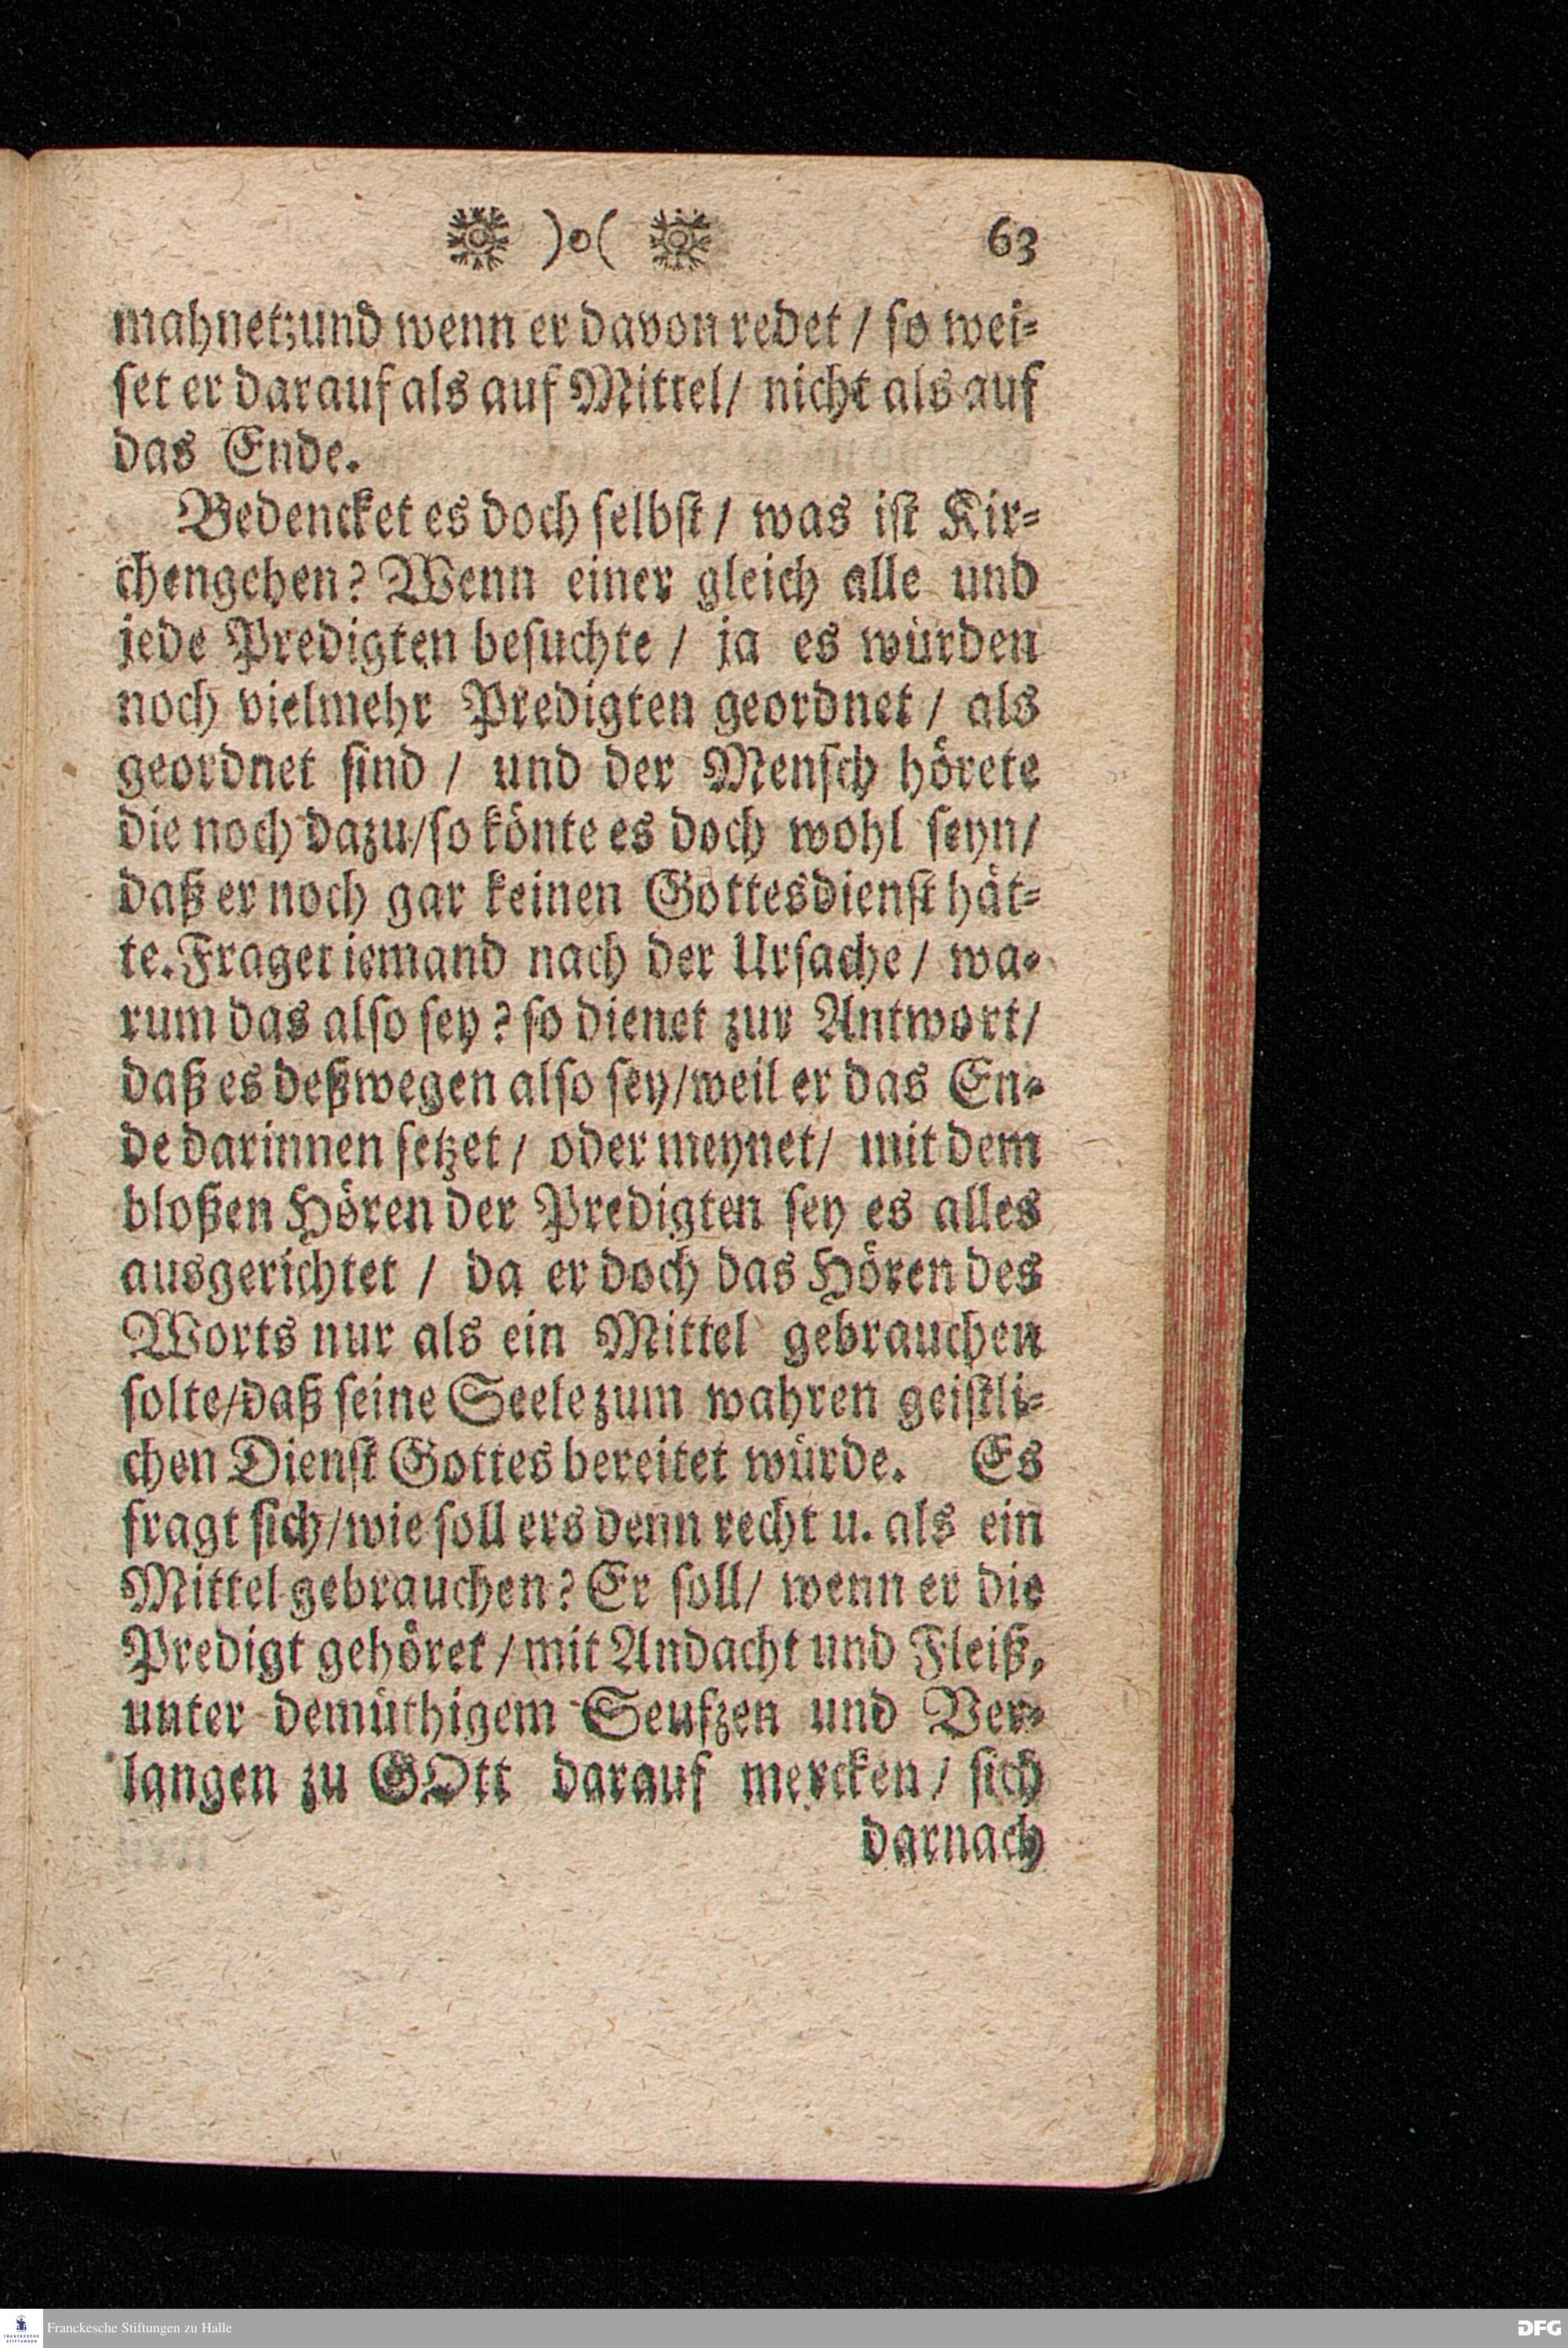 )o( 63
mahnet; und wenn er davon redet / so wei-
set er darauf als auf Mittel / nicht als auf
das Ende.
Bedencket es doch selbst / was ist Kir-
chengehen? Wenn einer gleich alle und
jede Predigten besuchte / ja es würden
noch vielmehr Predigten geordnet / als
geordnet sind / und der Mensch hörete
die noch dazu / so könte es doch wohl seyn /
daß er noch gar keinen Gottesdienst hät-
te. Fraget iemand nach der Ursache / wa-
rum das also sey? so dienet zur Antwort /
daß es deßwegen also sey / weil er das En-
de darinnen setzet / oder meynet / mit dem
bloßen Hören der Predigten sey es alles
ausgerichtet / da er doch das Hören des
Worts nur als ein Mittel gebrauchen
solte / daß seine Seele zum wahren geistli-
chen Dienst Gottes bereitet würde. Es
fragt sich / wie soll ers denn recht u. als ein
Mittel gebrauchen? Er soll / wenn er die
Predigt gehöret / mit Andacht und Fleiß,
unter demüthigem Seufzen und Ver-
langen zu GOtt darauf mercken / sich
darnach
Franckesche Stiftungen zu Halle
DFG